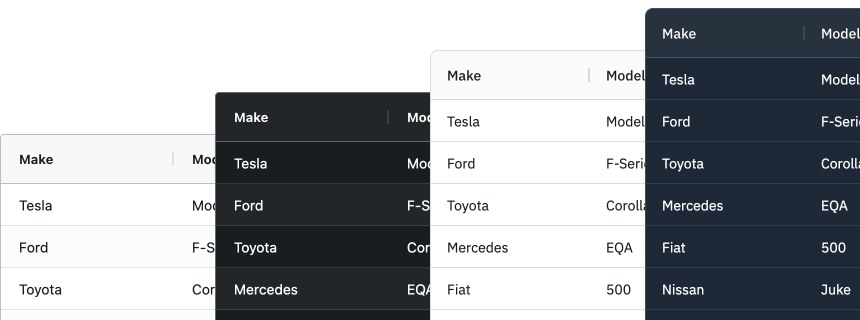 Make Mod
Tesla Mod
Ford F-S
Toyota Cor
Make Mod
Tesla Mod
Ford F-S
Toyota Cor
Mercedes EQA
Make Model
Tesla Model
Ford F-Seri
Toyota Corolla
Mercedes EQA
Fiat 500
Make Model
Tesla Model
Ford F-Serie
Toyota Corolla
Mercedes EQA
Fiat 500
Nissan Juke